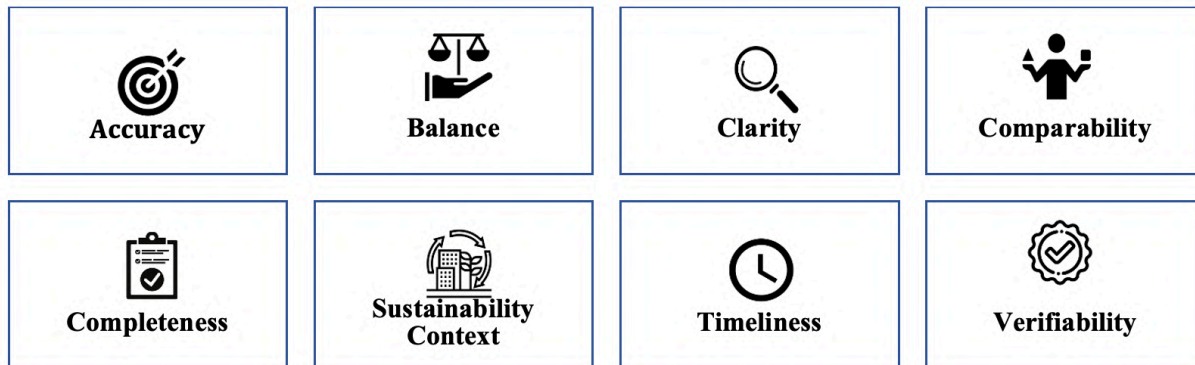 Accuracy
Balance
Clarity
Comparability
Completeness
Sustainability
Context
Timeliness
Verifiability